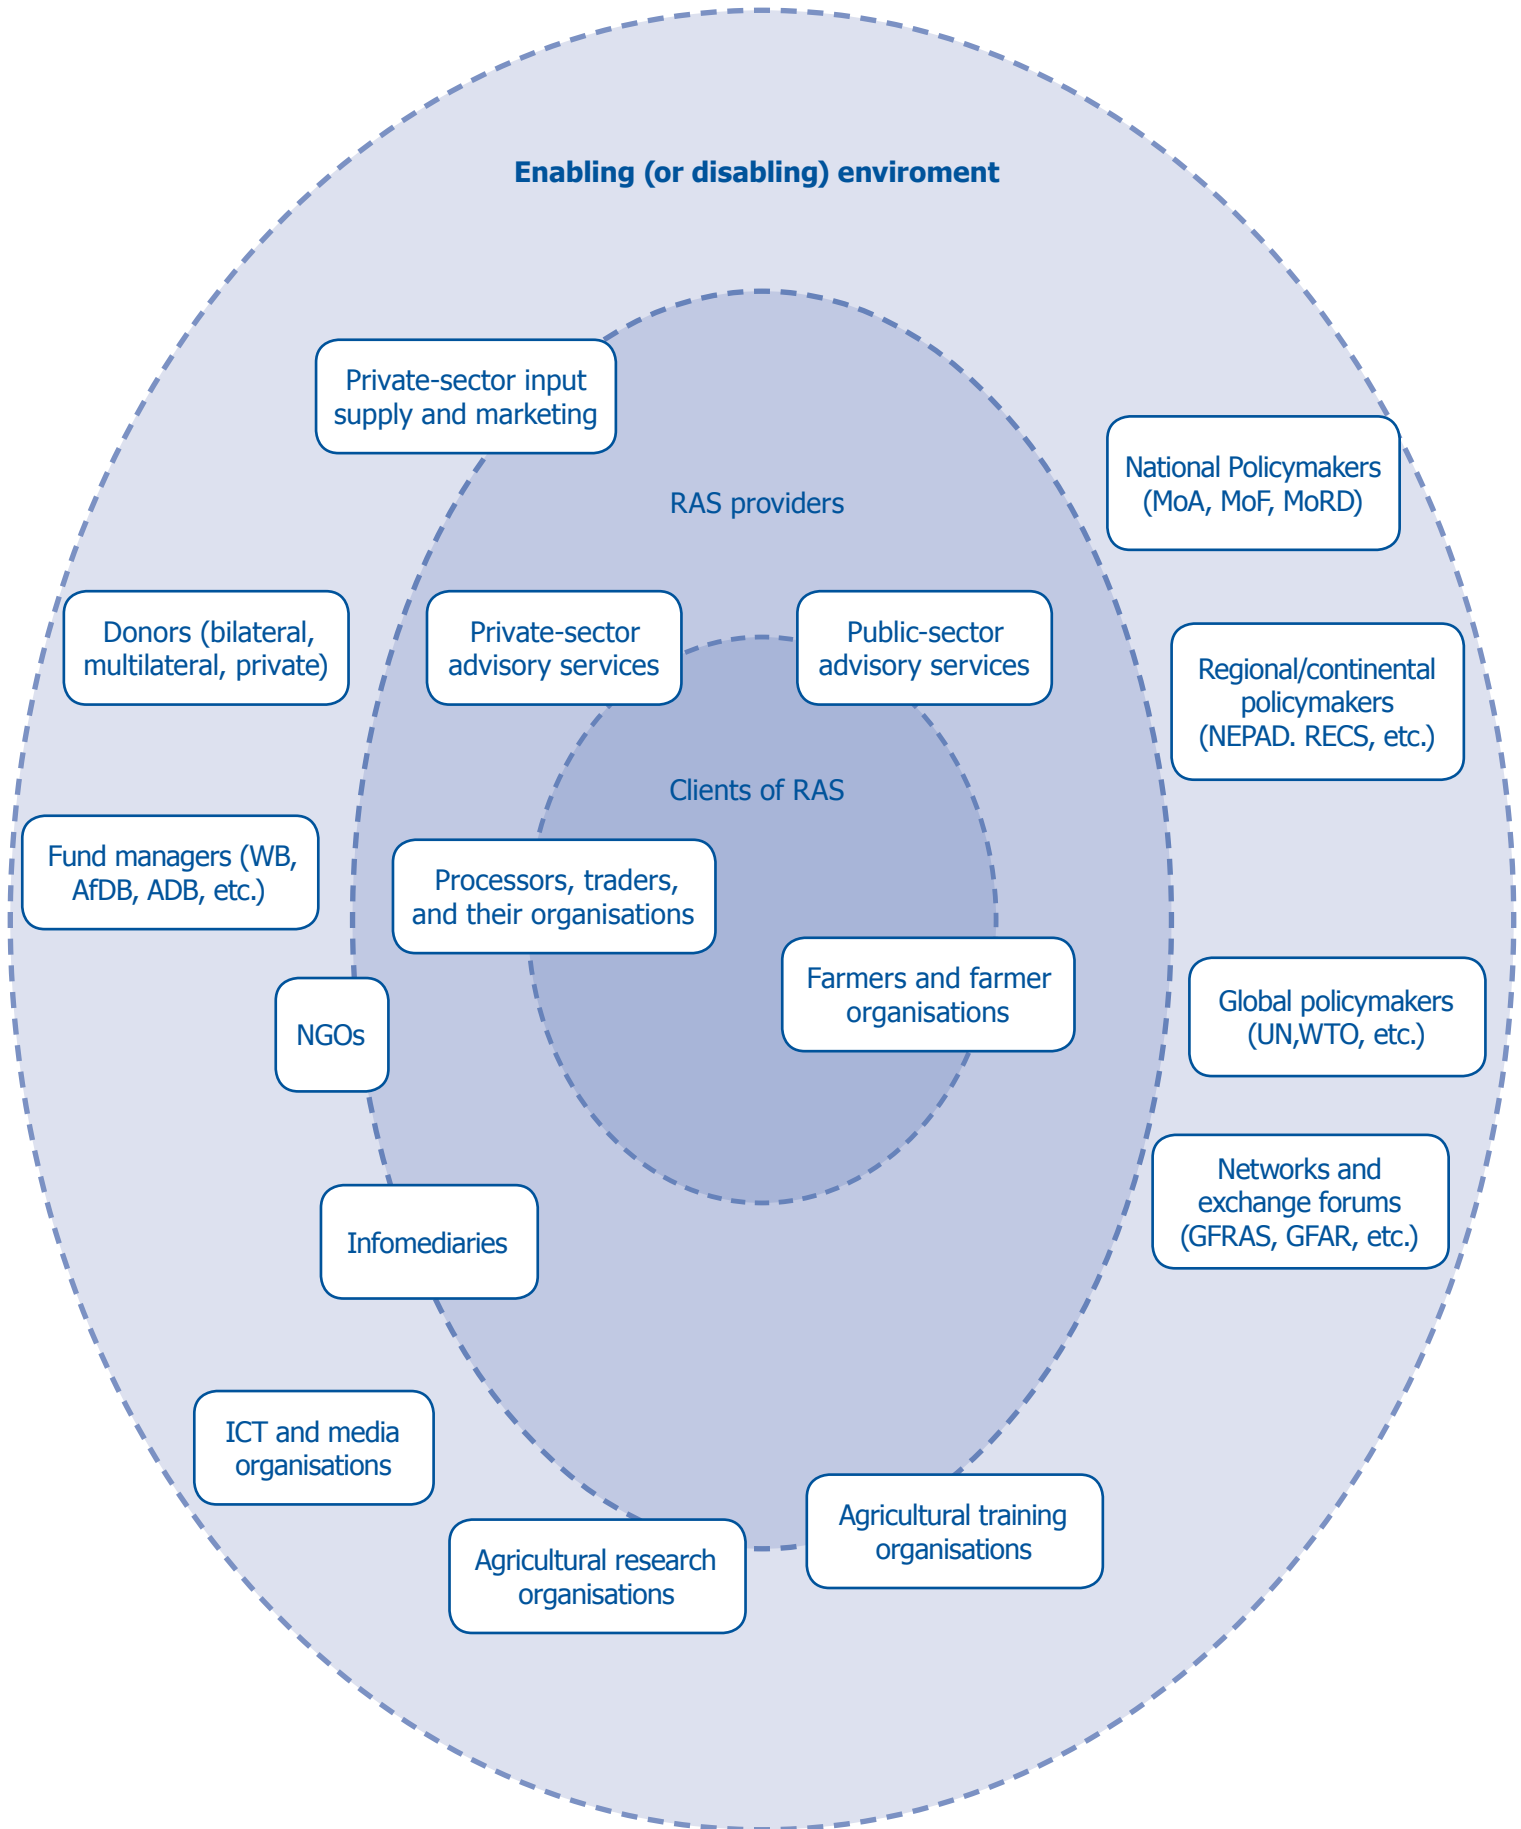 Enabling (or disabling) enviroment
Private-sector input
supply and marketing
National Policymakers
(MoA, MoF, MoRD)
RAS providers
Donors (bilateral,
multilateral, private)
Private-sector
advisory services
Public-sector
advisory services
Regional/continental
policymakers
(NEPAD. RECS, etc.)
Clients of RAS
Fund managers (WB,
AfDB, ADB, etc.)
Processors, traders,
and their organisations
Farmers and farmer
organisations
Global policymakers
(UN,WTO, etc.)
NGOs
Networks and
exchange forums
(GFRAS, GFAR, etc.)
Infomediaries
ICT and media
organisations
Agricultural training
organisations
Agricultural research
organisations